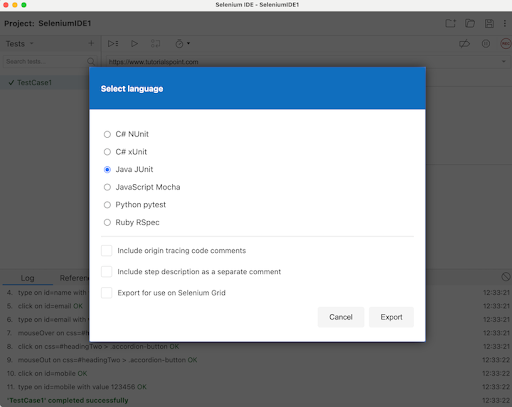 Selenium IDE - SeleniumIDE1
Project: SeleniumIDE1
Tests
REC
Search tests...
https://www.tutorialspoint.com
TestCase1
Select language
C# NUnit
C# xUnit
Java JUnit
JavaScript Mocha
Python pytest
Ruby RSpec
Include origin tracing code comments
Include step description as a separate comment
Export for use on Selenium Grid
Cancel
Export
Log
Reference
4. type on id=name with 12:33:21
5. click on id=email OK 12:33:21
6. type on id=email with 12:33:21
7. mouseOver on css=#h 12:33:21
8. click on css=#headingTwo > .accordion-button OK 12:33:22
9. mouseOut on css=#headingTwo > .accordion-button OK 12:33:22
10. click on id=mobile OK 12:33:22
11. type on id=mobile with value 123456 OK 12:33:22
'TestCase1' completed successfully 12:33:22